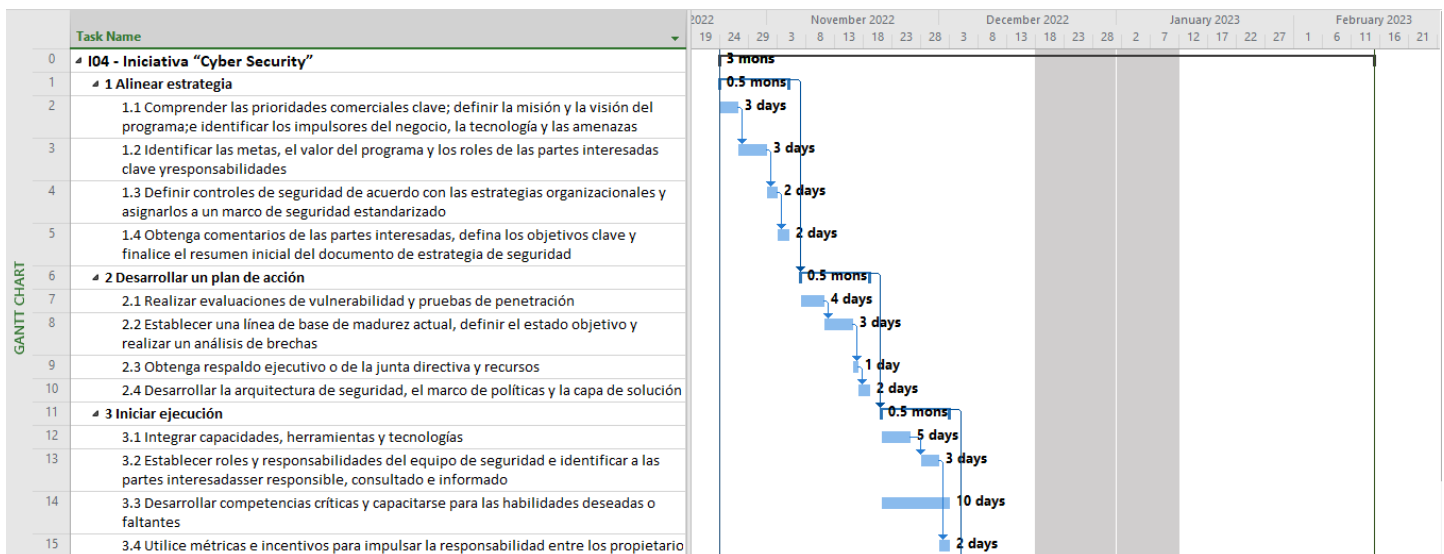 2022 November 2022 December 2022 January 2023 February 2023
Task Name 19 24 29 3 8 13 18 23 28 3 8 13 18 23 28 2 7 12 17 22 27 1 6 11 16 21
GANTT CHART
0 I04 - Iniciativa “Cyber Security” 3 mons
1 1 Alinear estrategia 0.5 mons
2 1.1 Comprender las prioridades comerciales clave; definir la misión y la visión del 3 days
programa;e identificar los impulsores del negocio, la tecnología y las amenazas
3 1.2 Identificar las metas, el valor del programa y los roles de las partes interesadas 3 days
clave yresponsabilidades
4 1.3 Definir controles de seguridad de acuerdo con las estrategias organizacionales y 2 days
asignarlos a un marco de seguridad estandarizado
5 1.4 Obtenga comentarios de las partes interesadas, defina los objetivos clave y 2 days
finalice el resumen inicial del documento de estrategia de seguridad
6 2 Desarrollar un plan de acción 0.5 mons
7 2.1 Realizar evaluaciones de vulnerabilidad y pruebas de penetración 4 days
8 2.2 Establecer una línea de base de madurez actual, definir el estado objetivo y 3 days
realizar un análisis de brechas
9 2.3 Obtenga respaldo ejecutivo o de la junta directiva y recursos 1 day
10 2.4 Desarrollar la arquitectura de seguridad, el marco de políticas y la capa de solución 2 days
11 3 Iniciar ejecución 0.5 mons
12 3.1 Integrar capacidades, herramientas y tecnologías 5 days
13 3.2 Establecer roles y responsabilidades del equipo de seguridad e identificar a las 3 days
partes interesadasser responsible, consultado e informado
14 3.3 Desarrollar competencias críticas y capacitarse para las habilidades deseadas o 10 days
faltantes
15 3.4 Utilice métricas e incentivos para impulsar la responsabilidad entre los propietario 2 days